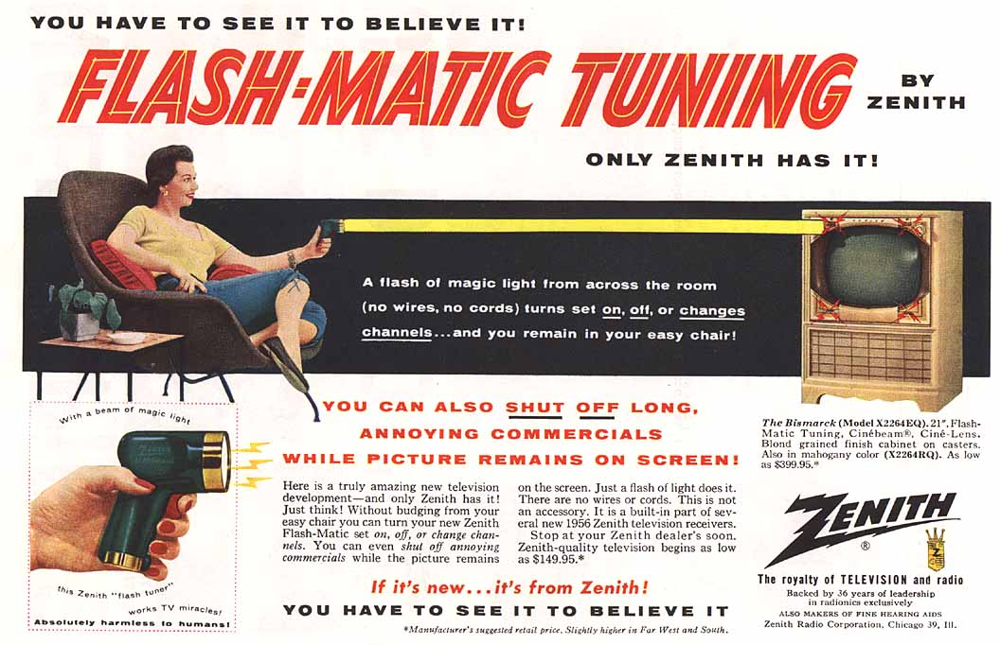 YOU HAVE TO SEE IT TO BELIEVE IT!
FLASH-MATIC TUNING
BY
ZENITH
ONLY ZENITH HAS IT!
A flash of magic light from across the room
(no wires, no cords) turns set on, off, or changes
channels...and you remain in your easy chair!
YOU CAN ALSO SHUT OFF LONG,
ANNOYING COMMERCIALS
WHILE PICTURE REMAINS ON SCREEN!
With a beam of magic light
this Zenith "flash tuner"
works TV miracles!
Absolutely harmless to humans!
Here is a truly amazing new television
development—and only Zenith has it!
Just think! Without budging from your
easy chair you can turn your new Zenith
Flash-Matic set on, off, or change chan-
nels. You can even shut off annoying
commercials while the picture remains
on the screen. Just a flash of light does it.
There are no wires or cords. This is not
an accessory. It is a built-in part of sev-
eral new 1956 Zenith television receivers.
Stop at your Zenith dealer's soon.
Zenith-quality television begins as low
as $149.95.*
If it's new...it's from Zenith!
YOU HAVE TO SEE IT TO BELIEVE IT
*Manufacturer's suggested retail price. Slightly higher in Far West and South.
The Bismarck (Model X2264EQ). 21", Flash-
Matic Tuning, Cinébeam®, Ciné-Lens.
Blond grained finish cabinet on casters.
Also in mahogany color (X2264RQ). As low
as $399.95.*
ZENITH
®
The royalty of TELEVISION and radio
Backed by 36 years of leadership
in radionics exclusively
ALSO MAKERS OF FINE HEARING AIDS
Zenith Radio Corporation, Chicago 39, Ill.